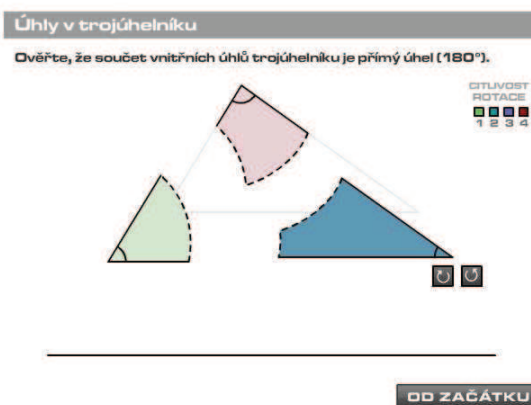 Úhly v trojúhelníku
Ověřte, že součet vnitřních úhlů trojúhelníku je přímý úhel (180°).
CITLIVOST
ROTACE
1 2 3 4
OD ZAČÁTKU